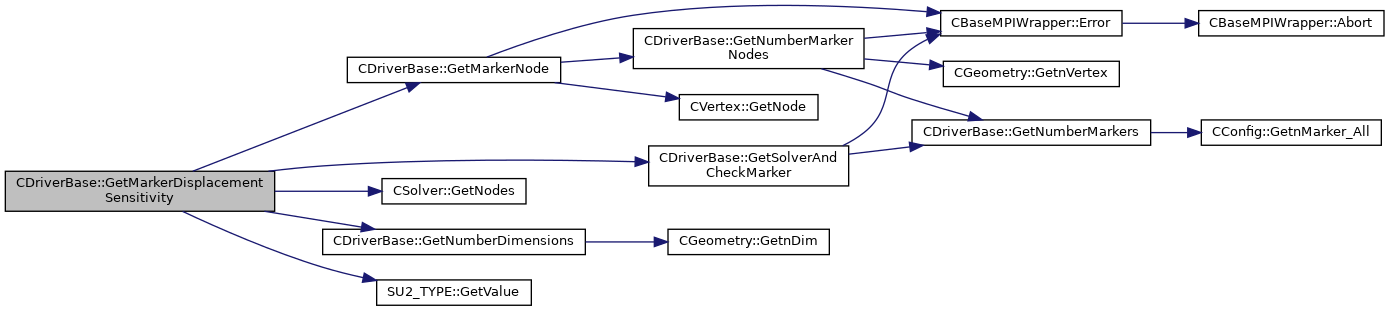 CDriverBase::GetMarkerDisplacement
Sensitivity
CDriverBase::GetMarkerNode
CDriverBase::GetNumberMarker
Nodes
CBaseMPIWrapper::Error
CBaseMPIWrapper::Abort
CGeometry::GetnVertex
CVertex::GetNode
CDriverBase::GetNumberMarkers
CConfig::GetnMarker_All
CDriverBase::GetSolverAnd
CheckMarker
CSolver::GetNodes
CDriverBase::GetNumberDimensions
CGeometry::GetnDim
SU2_TYPE::GetValue